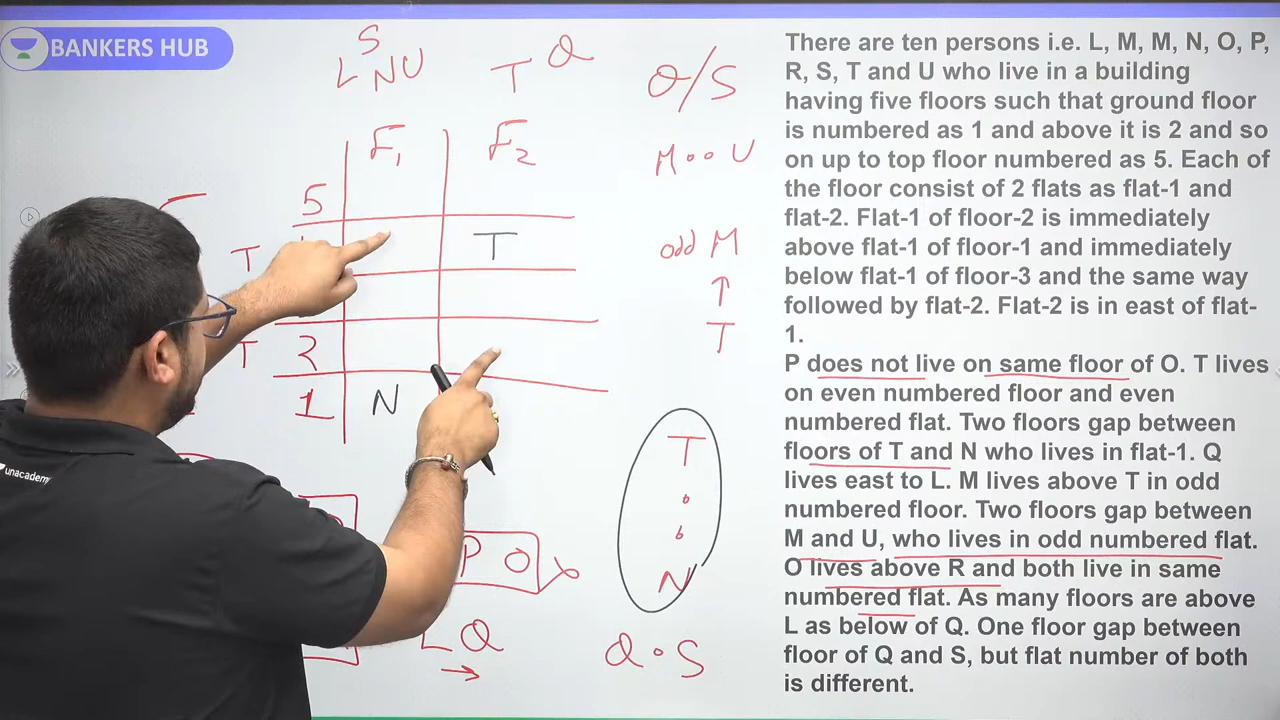 BANKERS HUB
S
L N U
T Q
Q/S
F1 F2
M o o U
5
T
T
odd M
↑
T
T 2
1 N
T
o
o
N
P O ×
L Q
→
Q • S
unacademy
There are ten persons i.e. L, M, M, N, O, P,
R, S, T and U who live in a building
having five floors such that ground floor
is numbered as 1 and above it is 2 and so
on up to top floor numbered as 5. Each of
the floor consist of 2 flats as flat-1 and
flat-2. Flat-1 of floor-2 is immediately
above flat-1 of floor-1 and immediately
below flat-1 of floor-3 and the same way
followed by flat-2. Flat-2 is in east of flat-
1.
P does not live on same floor of O. T lives
on even numbered floor and even
numbered flat. Two floors gap between
floors of T and N who lives in flat-1. Q
lives east to L. M lives above T in odd
numbered floor. Two floors gap between
M and U, who lives in odd numbered flat.
O lives above R and both live in same
numbered flat. As many floors are above
L as below of Q. One floor gap between
floor of Q and S, but flat number of both
is different.